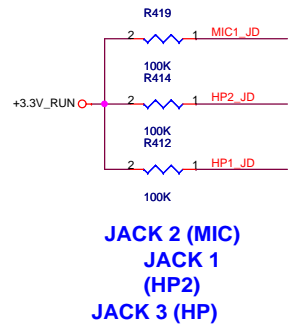 R419
2 1 MIC1_JD
100K
R414
+3.3V_RUN 2 1 HP2_JD
100K
R412
2 1 HP1_JD
100K
JACK 2 (MIC)
JACK 1
(HP2)
JACK 3 (HP)